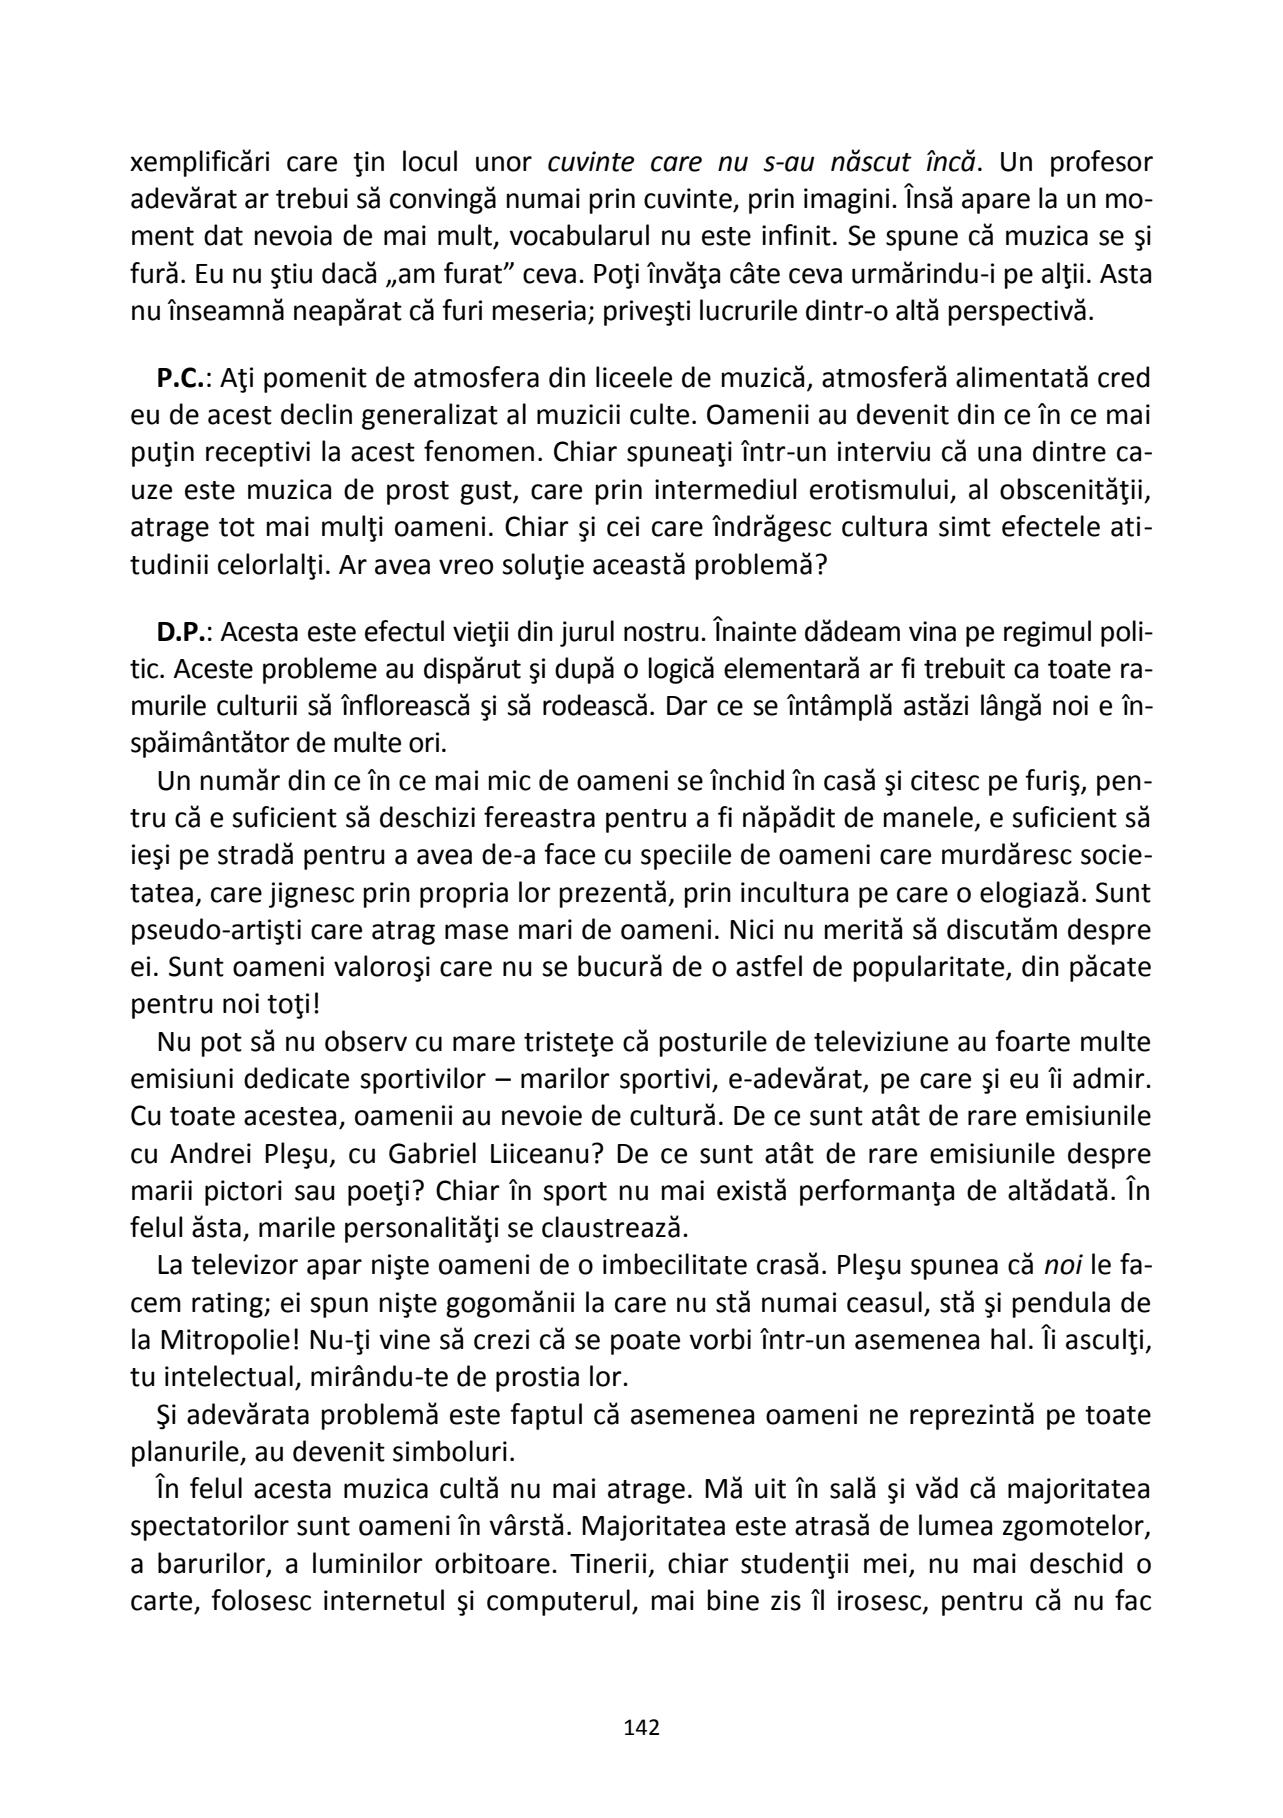 xemplificări care ţin locul unor cuvinte care nu s-au născut încă. Un profesor
adevărat ar trebui să convingă numai prin cuvinte, prin imagini. Însă apare la un mo-
ment dat nevoia de mai mult, vocabularul nu este infinit. Se spune că muzica se şi
fură. Eu nu ştiu dacă „am furat” ceva. Poţi învăţa câte ceva urmărindu-i pe alţii. Asta
nu înseamnă neapărat că furi meseria; priveşti lucrurile dintr-o altă perspectivă.
P.C.: Aţi pomenit de atmosfera din liceele de muzică, atmosferă alimentată cred
eu de acest declin generalizat al muzicii culte. Oamenii au devenit din ce în ce mai
puţin receptivi la acest fenomen. Chiar spuneaţi într-un interviu că una dintre ca-
uze este muzica de prost gust, care prin intermediul erotismului, al obscenităţii,
atrage tot mai mulţi oameni. Chiar şi cei care îndrăgesc cultura simt efectele ati-
tudinii celorlalţi. Ar avea vreo soluţie această problemă?
D.P.: Acesta este efectul vieţii din jurul nostru. Înainte dădeam vina pe regimul poli-
tic. Aceste probleme au dispărut şi după o logică elementară ar fi trebuit ca toate ra-
murile culturii să înflorească şi să rodească. Dar ce se întâmplă astăzi lângă noi e în-
spăimântător de multe ori.
Un număr din ce în ce mai mic de oameni se închid în casă şi citesc pe furiş, pen-
tru că e suficient să deschizi fereastra pentru a fi năpădit de manele, e suficient să
ieşi pe stradă pentru a avea de-a face cu speciile de oameni care murdăresc socie-
tatea, care jignesc prin propria lor prezentă, prin incultura pe care o elogiază. Sunt
pseudo-artişti care atrag mase mari de oameni. Nici nu merită să discutăm despre
ei. Sunt oameni valoroşi care nu se bucură de o astfel de popularitate, din păcate
pentru noi toţi!
Nu pot să nu observ cu mare tristeţe că posturile de televiziune au foarte multe
emisiuni dedicate sportivilor – marilor sportivi, e-adevărat, pe care şi eu îi admir.
Cu toate acestea, oamenii au nevoie de cultură. De ce sunt atât de rare emisiunile
cu Andrei Pleşu, cu Gabriel Liiceanu? De ce sunt atât de rare emisiunile despre
marii pictori sau poeţi? Chiar în sport nu mai există performanţa de altădată. În
felul ăsta, marile personalităţi se claustrează.
La televizor apar nişte oameni de o imbecilitate crasă. Pleşu spunea că noi le fa-
cem rating; ei spun nişte gogomănii la care nu stă numai ceasul, stă şi pendula de
la Mitropolie! Nu-ţi vine să crezi că se poate vorbi într-un asemenea hal. Îi asculţi,
tu intelectual, mirându-te de prostia lor.
Şi adevărata problemă este faptul că asemenea oameni ne reprezintă pe toate
planurile, au devenit simboluri.
În felul acesta muzica cultă nu mai atrage. Mă uit în sală şi văd că majoritatea
spectatorilor sunt oameni în vârstă. Majoritatea este atrasă de lumea zgomotelor,
a barurilor, a luminilor orbitoare. Tinerii, chiar studenţii mei, nu mai deschid o
carte, folosesc internetul şi computerul, mai bine zis îl irosesc, pentru că nu fac
142